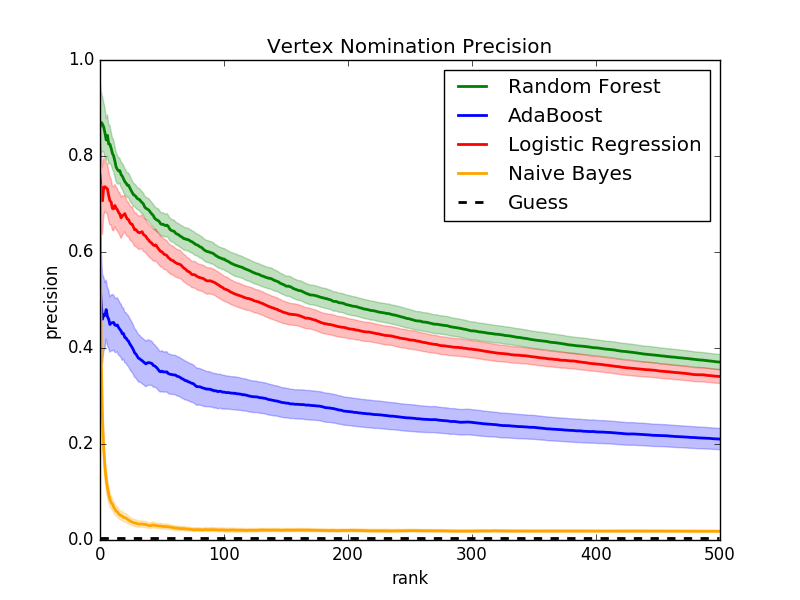 Vertex Nomination Precision
1.0
0.8
0.6
0.4
0.2
0.0
precision
Random Forest
AdaBoost
Logistic Regression
Naive Bayes
Guess
0 100 200 300 400 500
rank